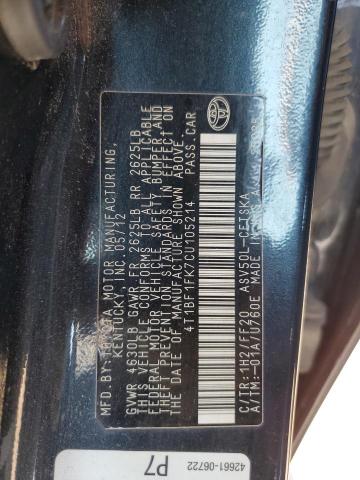 MFD.BY:TOYOTA MOTOR MANUFACTURING,
KENTUCKY, INC. 05/12
GVWR 4630LB GAWR FR 2625LB RR 2625LB
THIS VEHICLE CONFORMS TO ALL APPLICABLE
FEDERAL MOTOR VEHICLE SAFETY, BUMPER, AND
THEFT PREVENTION STANDARDS IN EFFECT ON
THE DATE OF MANUFACTURE SHOWN ABOVE.
4T1BF1FK7CU105214 PASS.CAR
C/TR:1H2/FF20 ASV50L-CETSKA
A/TM:-01A/U760E MADE IN
42661-06722
P7